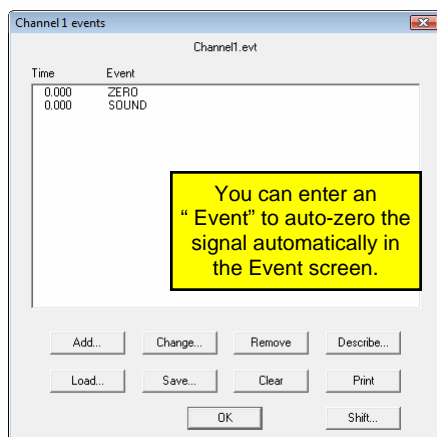 Channel 1 events
Channel1.evt
Time Event
0.000 ZERO
0.000 SOUND
You can enter an
“ Event” to auto-zero the
signal automatically in
the Event screen.
Add... Change... Remove Describe...
Load... Save... Clear Print
OK Shift...